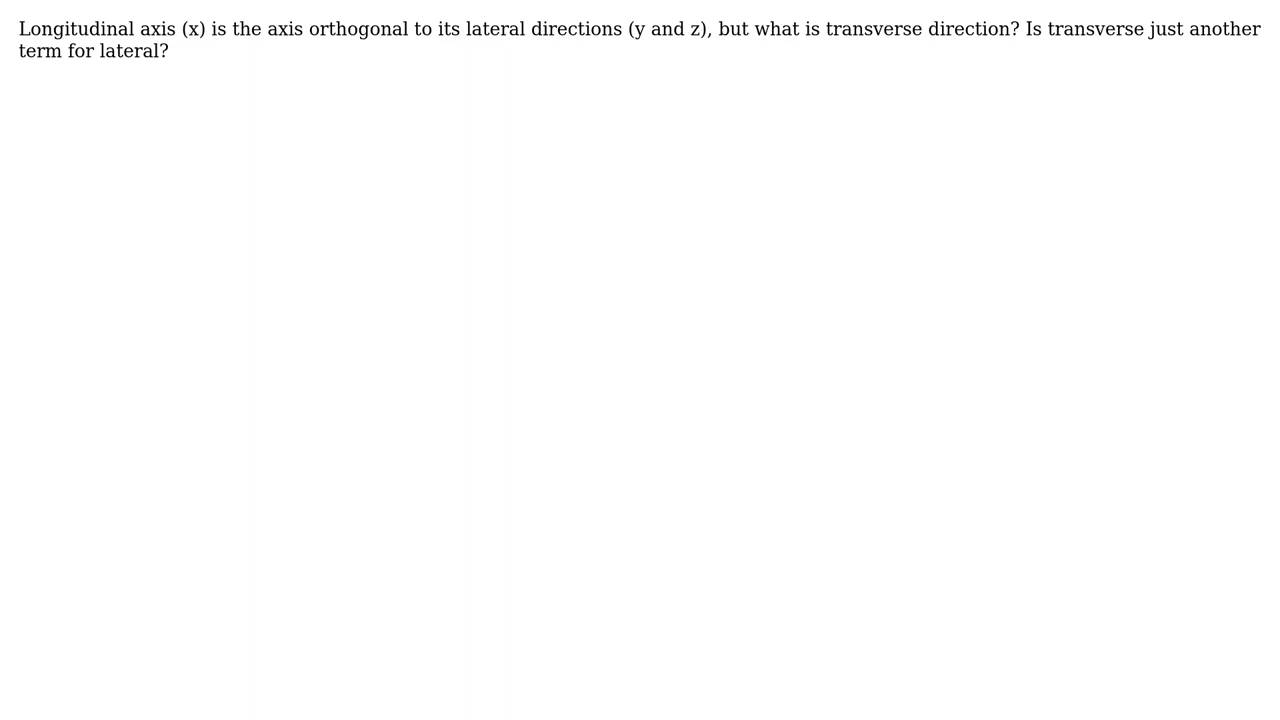 Longitudinal axis (x) is the axis orthogonal to its lateral directions (y and z), but what is transverse direction? Is transverse just another
term for lateral?